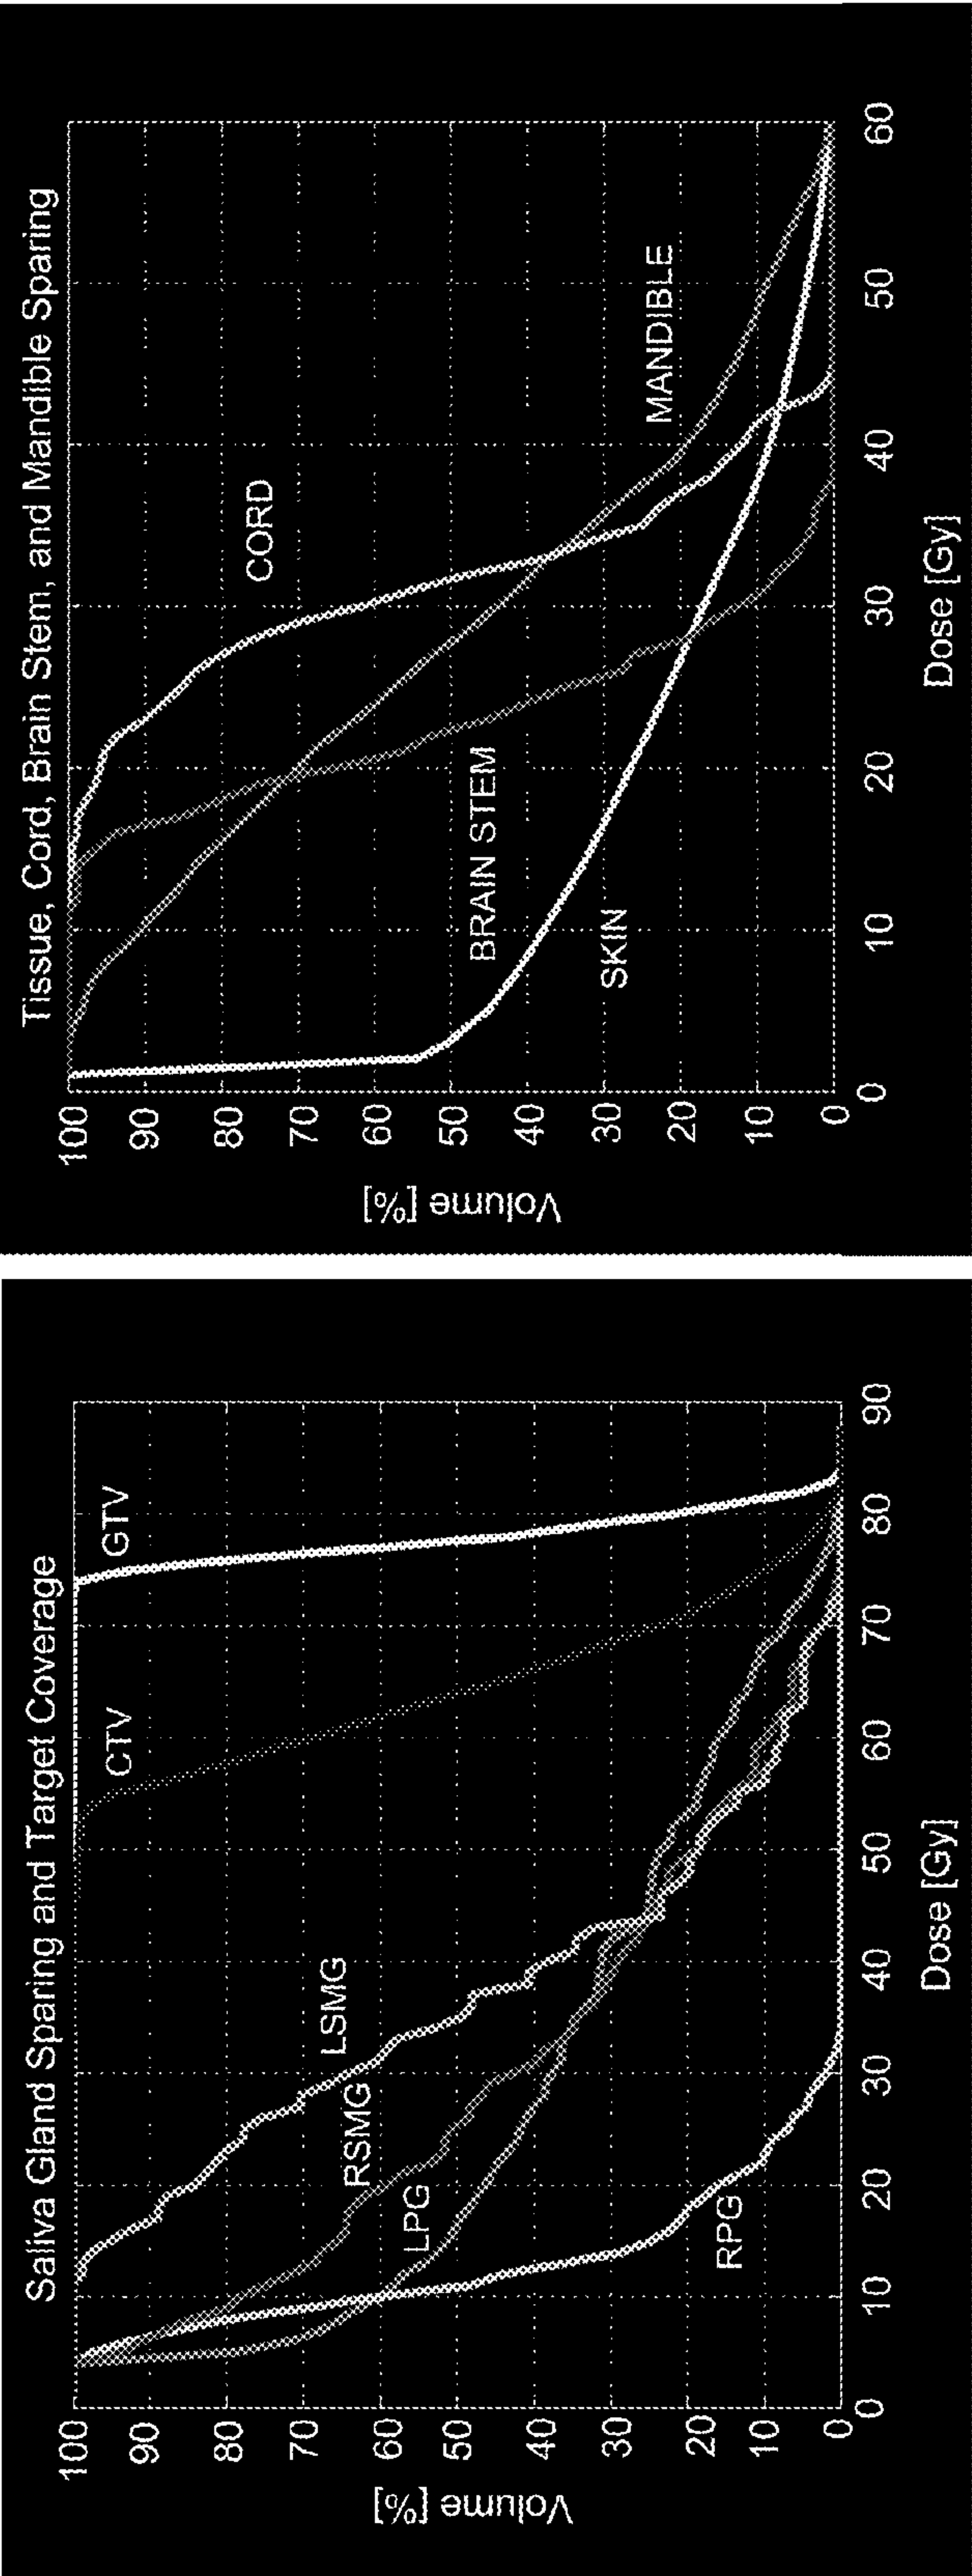 Saliva Gland Sparing and Target Coverage
Volume [%]
100
90
80
70
60
50
40
30
20
10
0
GTV
CTV
LSMG
RSMG
LPG
RPG
0 10 20 30 40 50 60 70 80 90
Dose [Gy]
Tissue, Cord, Brain Stem, and Mandible Sparing
Volume [%]
100
90
80
70
60
50
40
30
20
10
0
CORD
MANDIBLE
BRAIN STEM
SKIN
0 10 20 30 40 50 60
Dose [Gy]